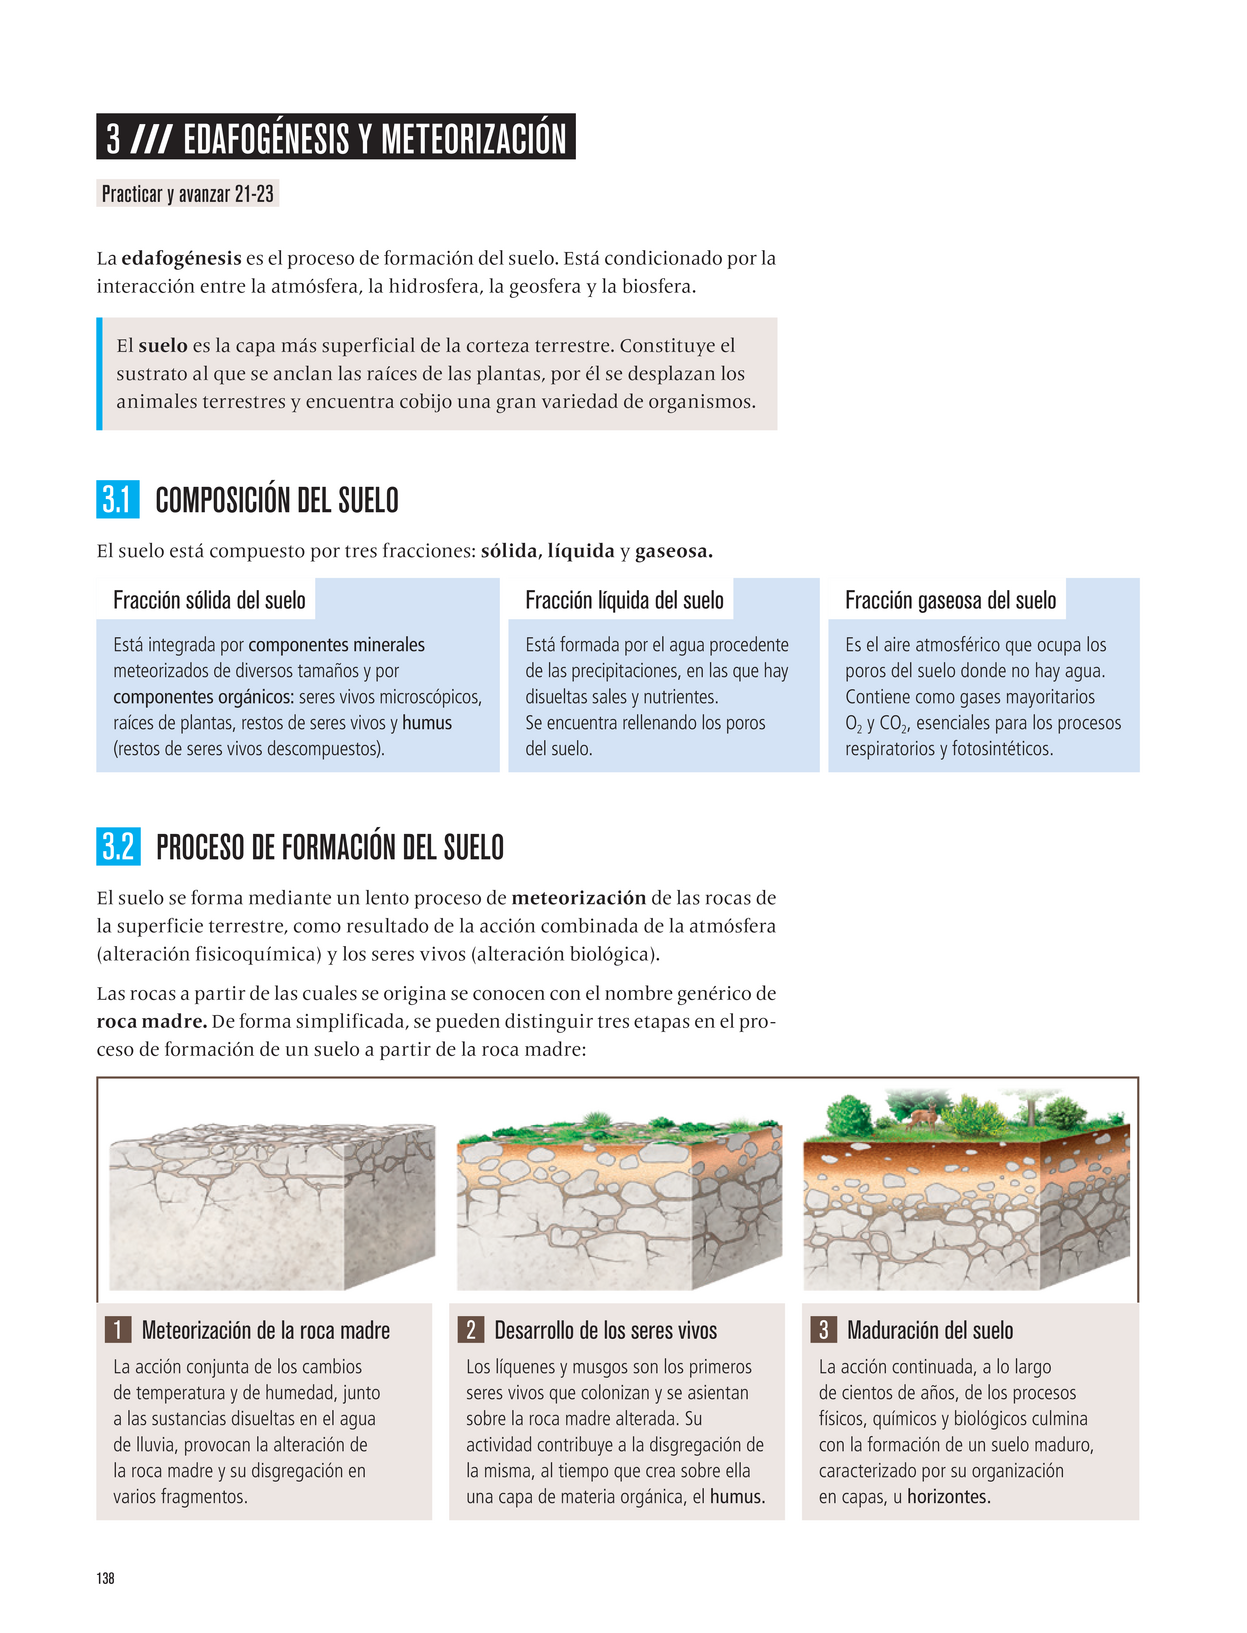 3 /// EDAFOGÉNESIS Y METEORIZACIÓN
Practicar y avanzar 21-23
La edafogénesis es el proceso de formación del suelo. Está condicionado por la
interacción entre la atmósfera, la hidrosfera, la geosfera y la biosfera.
El suelo es la capa más superficial de la corteza terrestre. Constituye el
sustrato al que se anclan las raíces de las plantas, por él se desplazan los
animales terrestres y encuentra cobijo una gran variedad de organismos.
3.1 COMPOSICIÓN DEL SUELO
El suelo está compuesto por tres fracciones: sólida, líquida y gaseosa.
Fracción sólida del suelo
Está integrada por componentes minerales
meteorizados de diversos tamaños y por
componentes orgánicos: seres vivos microscópicos,
raíces de plantas, restos de seres vivos y humus
(restos de seres vivos descompuestos).
Fracción líquida del suelo
Está formada por el agua procedente
de las precipitaciones, en las que hay
disueltas sales y nutrientes.
Se encuentra rellenando los poros
del suelo.
Fracción gaseosa del suelo
Es el aire atmosférico que ocupa los
poros del suelo donde no hay agua.
Contiene como gases mayoritarios
O₂ y CO₂, esenciales para los procesos
respiratorios y fotosintéticos.
3.2 PROCESO DE FORMACIÓN DEL SUELO
El suelo se forma mediante un lento proceso de meteorización de las rocas de
la superficie terrestre, como resultado de la acción combinada de la atmósfera
(alteración fisicoquímica) y los seres vivos (alteración biológica).
Las rocas a partir de las cuales se origina se conocen con el nombre genérico de
roca madre. De forma simplificada, se pueden distinguir tres etapas en el pro-
ceso de formación de un suelo a partir de la roca madre:
1 Meteorización de la roca madre
La acción conjunta de los cambios
de temperatura y de humedad, junto
a las sustancias disueltas en el agua
de lluvia, provocan la alteración de
la roca madre y su disgregación en
varios fragmentos.
2 Desarrollo de los seres vivos
Los líquenes y musgos son los primeros
seres vivos que colonizan y se asientan
sobre la roca madre alterada. Su
actividad contribuye a la disgregación de
la misma, al tiempo que crea sobre ella
una capa de materia orgánica, el humus.
3 Maduración del suelo
La acción continuada, a lo largo
de cientos de años, de los procesos
físicos, químicos y biológicos culmina
con la formación de un suelo maduro,
caracterizado por su organización
en capas, u horizontes.
138